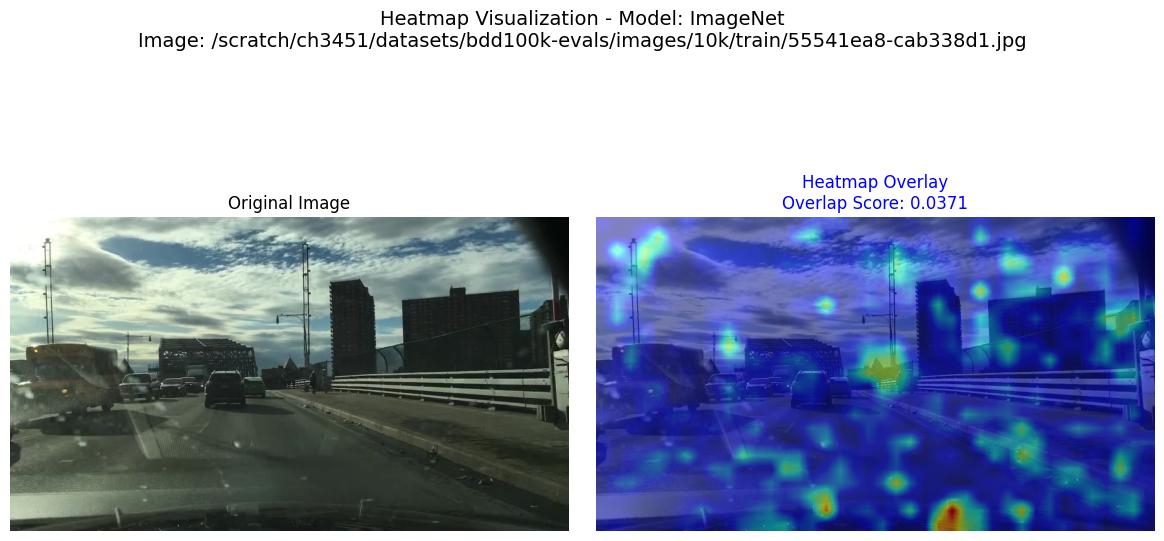 Heatmap Visualization - Model: ImageNet
Image: /scratch/ch3451/datasets/bdd100k-evals/images/10k/train/55541ea8-cab338d1.jpg
Original Image
Heatmap Overlay
Overlap Score: 0.0371